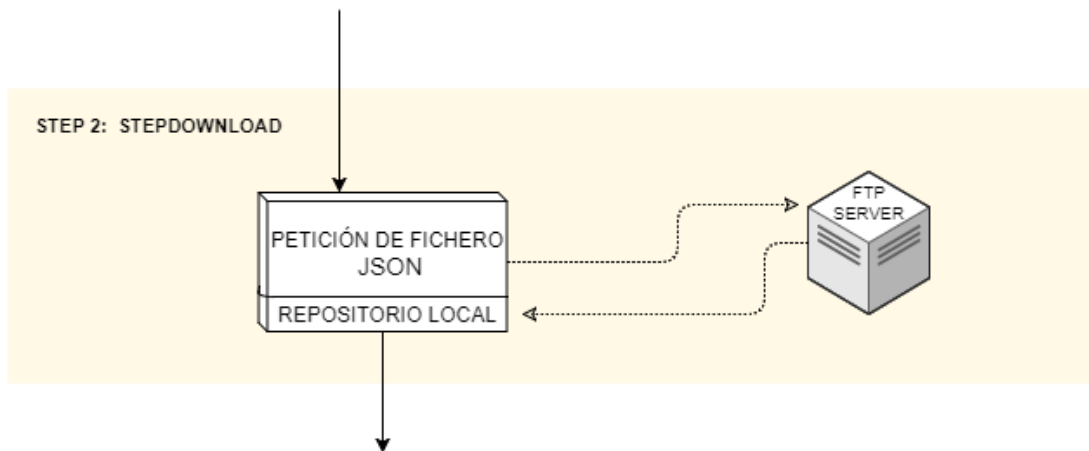 STEP 2: STEPDOWNLOAD
FTP
SERVER
PETICIÓN DE FICHERO
JSON
REPOSITORIO LOCAL